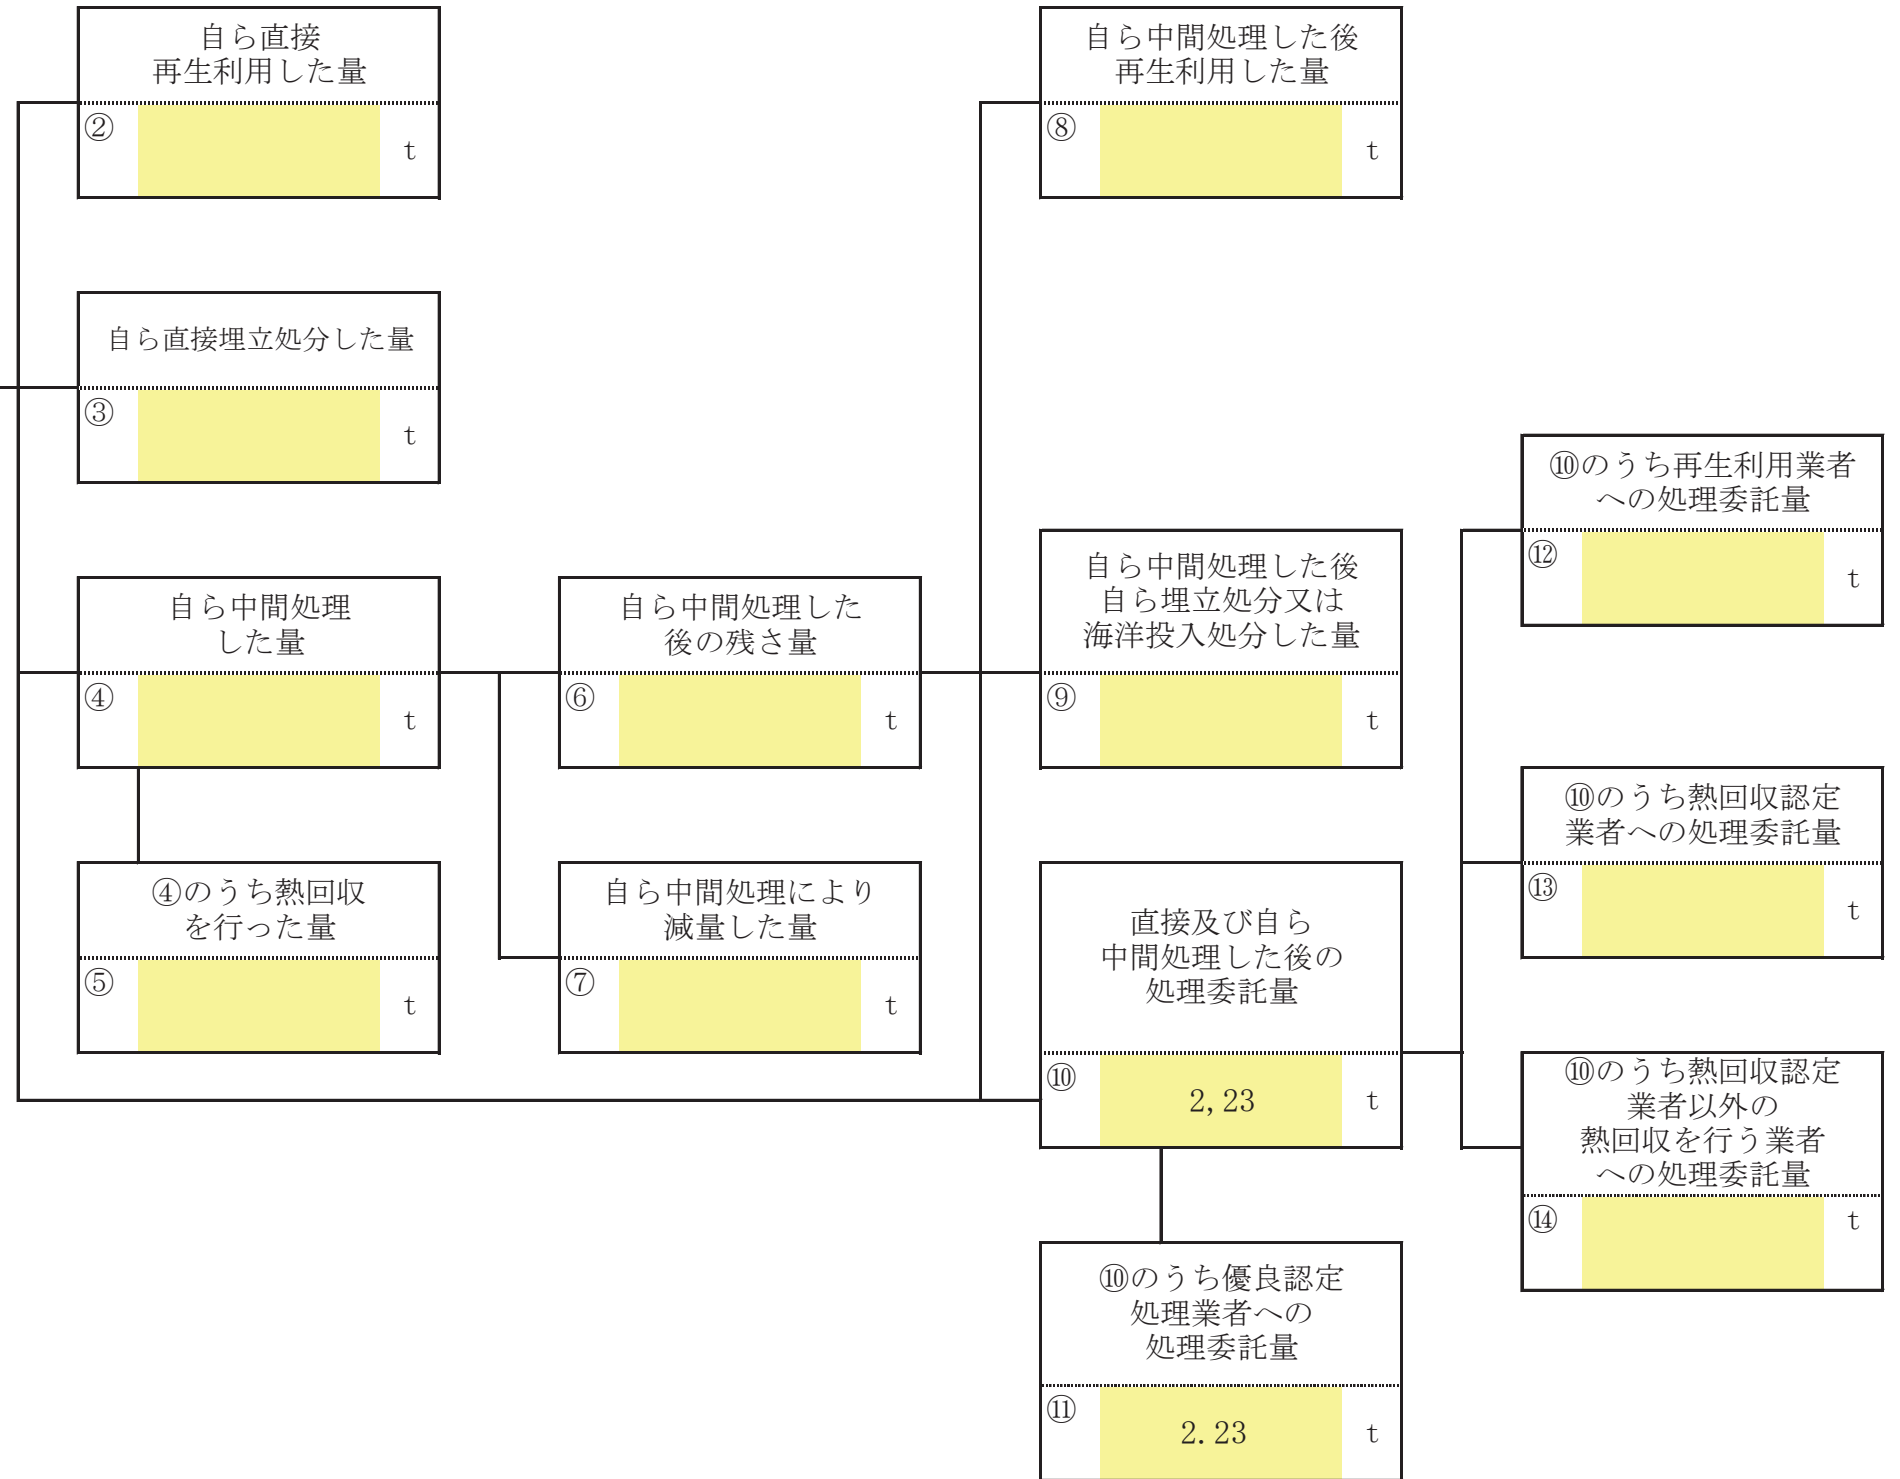 自ら直接
再生利用した量
② t
自ら直接埋立処分した量
③ t
自ら中間処理
した量
④ t
④のうち熱回収
を行った量
⑤ t
自ら中間処理した
後の残さ量
⑥ t
自ら中間処理により
減量した量
⑦ t
自ら中間処理した後
再生利用した量
⑧ t
自ら中間処理した後
自ら埋立処分又は
海洋投入処分した量
⑨ t
直接及び自ら
中間処理した後の
処理委託量
⑩ 2,23 t
⑩のうち優良認定
処理業者への
処理委託量
⑪ 2.23 t
⑩のうち再生利用業者
への処理委託量
⑫ t
⑩のうち熱回収認定
業者への処理委託量
⑬ t
⑩のうち熱回収認定
業者以外の
熱回収を行う業者
への処理委託量
⑭ t